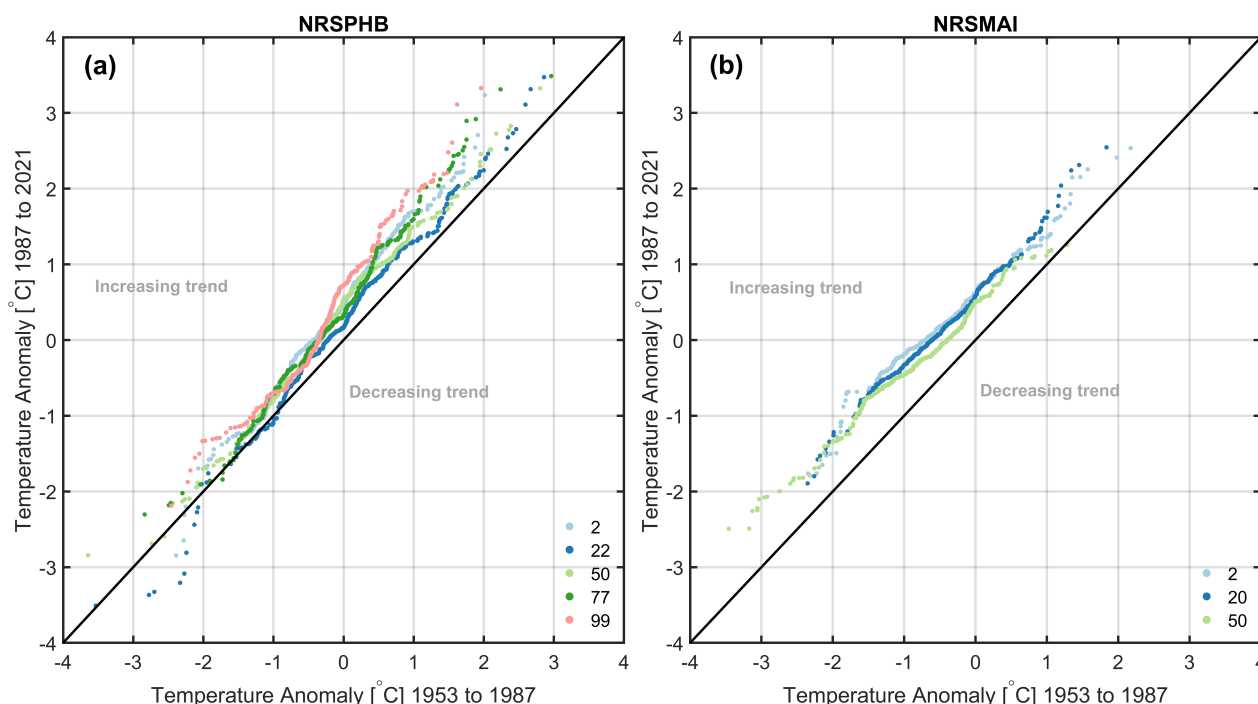 NRSPHB
(a)
4
3
2
1
0
-1
-2
-3
-4
Temperature Anomaly [°C] 1987 to 2021
Increasing trend
Decreasing trend
2
22
50
77
99
-4 -3 -2 -1 0 1 2 3 4
Temperature Anomaly [°C] 1953 to 1987
NRSMAI
(b)
4
3
2
1
0
-1
-2
-3
-4
Temperature Anomaly [°C] 1987 to 2021
Increasing trend
Decreasing trend
2
20
50
-4 -3 -2 -1 0 1 2 3 4
Temperature Anomaly [°C] 1953 to 1987